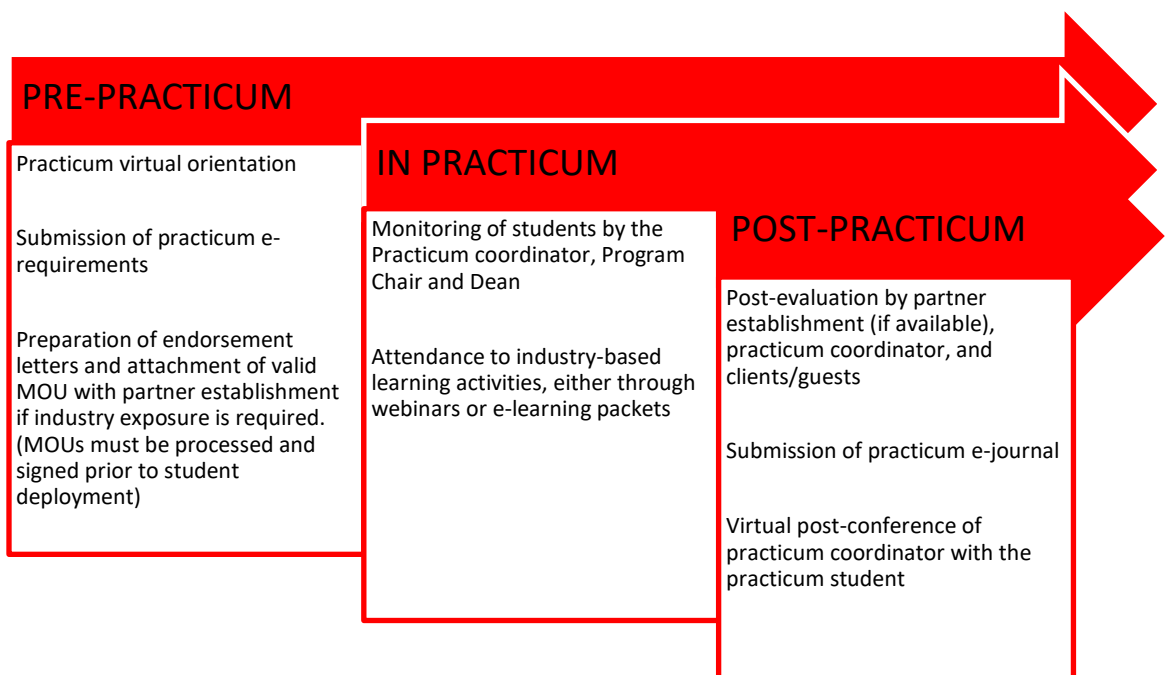 PRE-PRACTICUM
Practicum virtual orientation
Submission of practicum e-
requirements
Preparation of endorsement
letters and attachment of valid
MOU with partner establishment
if industry exposure is required.
(MOUs must be processed and
signed prior to student
deployment)
IN PRACTICUM
Monitoring of students by the
Practicum coordinator, Program
Chair and Dean
Attendance to industry-based
learning activities, either through
webinars or e-learning packets
POST-PRACTICUM
Post-evaluation by partner
establishment (if available),
practicum coordinator, and
clients/guests
Submission of practicum e-journal
Virtual post-conference of
practicum coordinator with the
practicum student